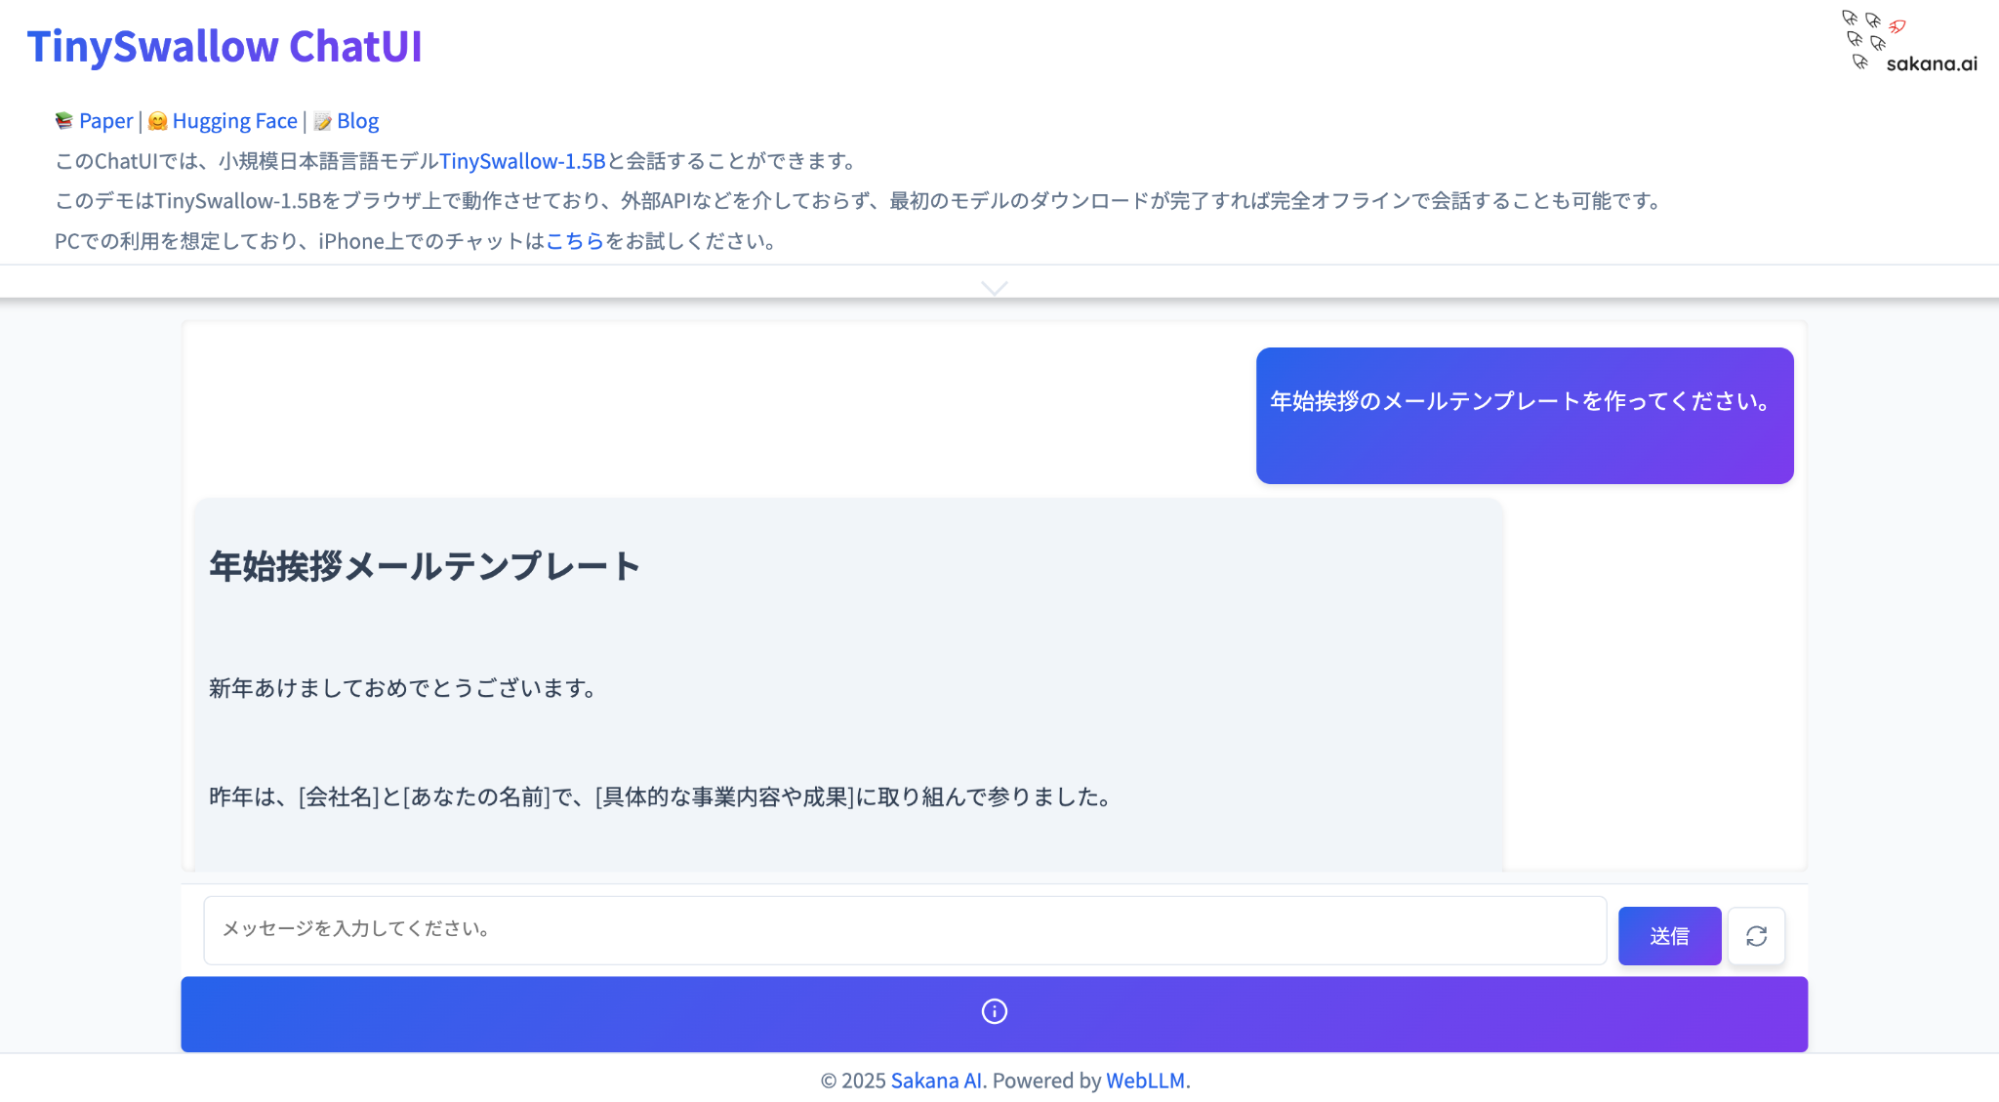 TinySwallow ChatUI
sakana.ai
📚 Paper | 🤗 Hugging Face | 📝 Blog
このChatUIでは、小規模日本語言語モデルTinySwallow-1.5Bと会話することができます。
このデモはTinySwallow-1.5Bをブラウザ上で動作させており、外部APIなどを介しておらず、最初のモデルのダウンロードが完了すれば完全オフラインで会話することも可能です。
PCでの利用を想定しており、iPhone上でのチャットはこちらをお試しください。
年始挨拶のメールテンプレートを作ってください。
年始挨拶メールテンプレート
新年あけましておめでとうございます。
昨年は、[会社名]と[あなたの名前]で、[具体的な事業内容や成果]に取り組んで参りました。
メッセージを入力してください。
送信
© 2025 Sakana AI. Powered by WebLLM.